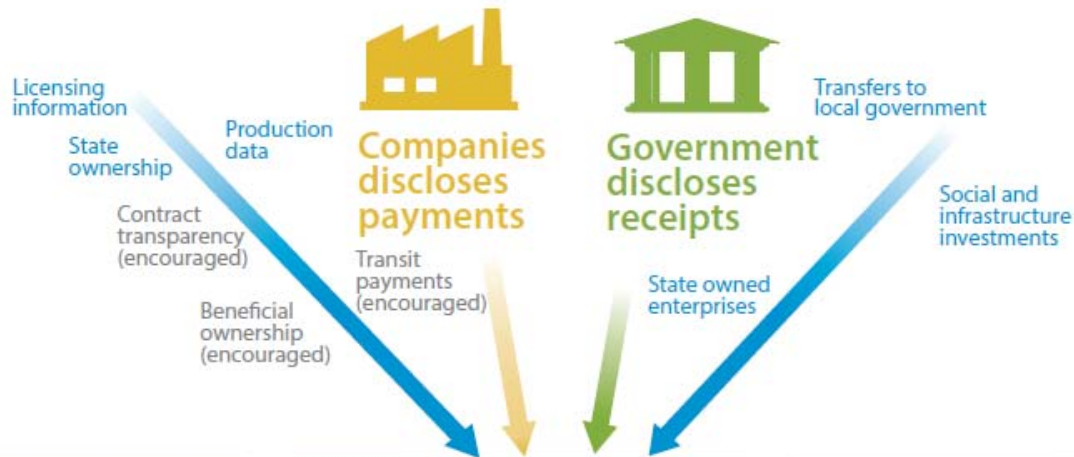 Licensing
information
State
ownership
Production
data
Contract
transparency
(encouraged)
Beneficial
ownership
(encouraged)
Companies
discloses
payments
Transit
payments
(encouraged)
Government
discloses
receipts
State owned
enterprises
Transfers to
local government
Social and
infrastructure
investments